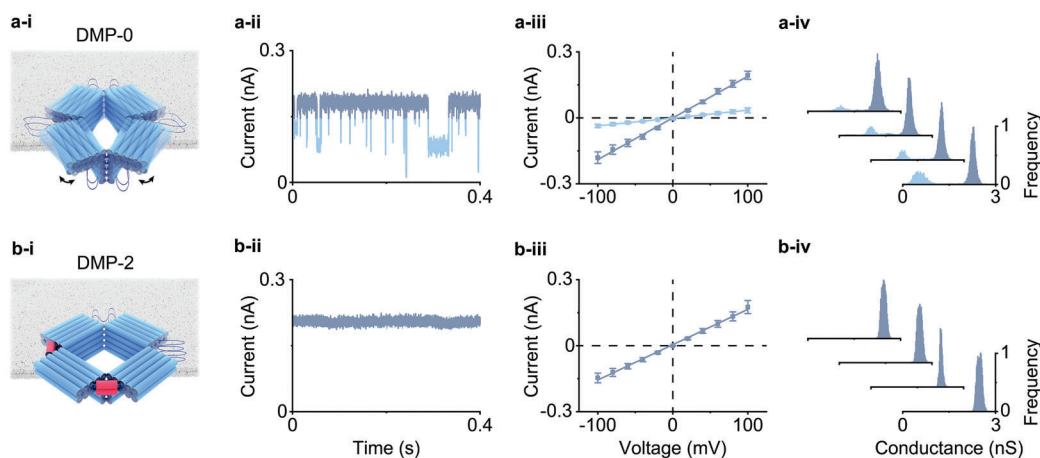 a-i
DMP-0
a-ii
0.3
Current (nA)
0
0
0.4
a-iii
0.3
Current (nA)
0
-0.3
-100
0
100
a-iv
1
0
Frequency
0
3
b-i
DMP-2
b-ii
0.3
Current (nA)
0
0
0.4
Time (s)
b-iii
0.3
Current (nA)
0
-0.3
-100
0
100
Voltage (mV)
b-iv
1
0
Frequency
0
3
Conductance (nS)